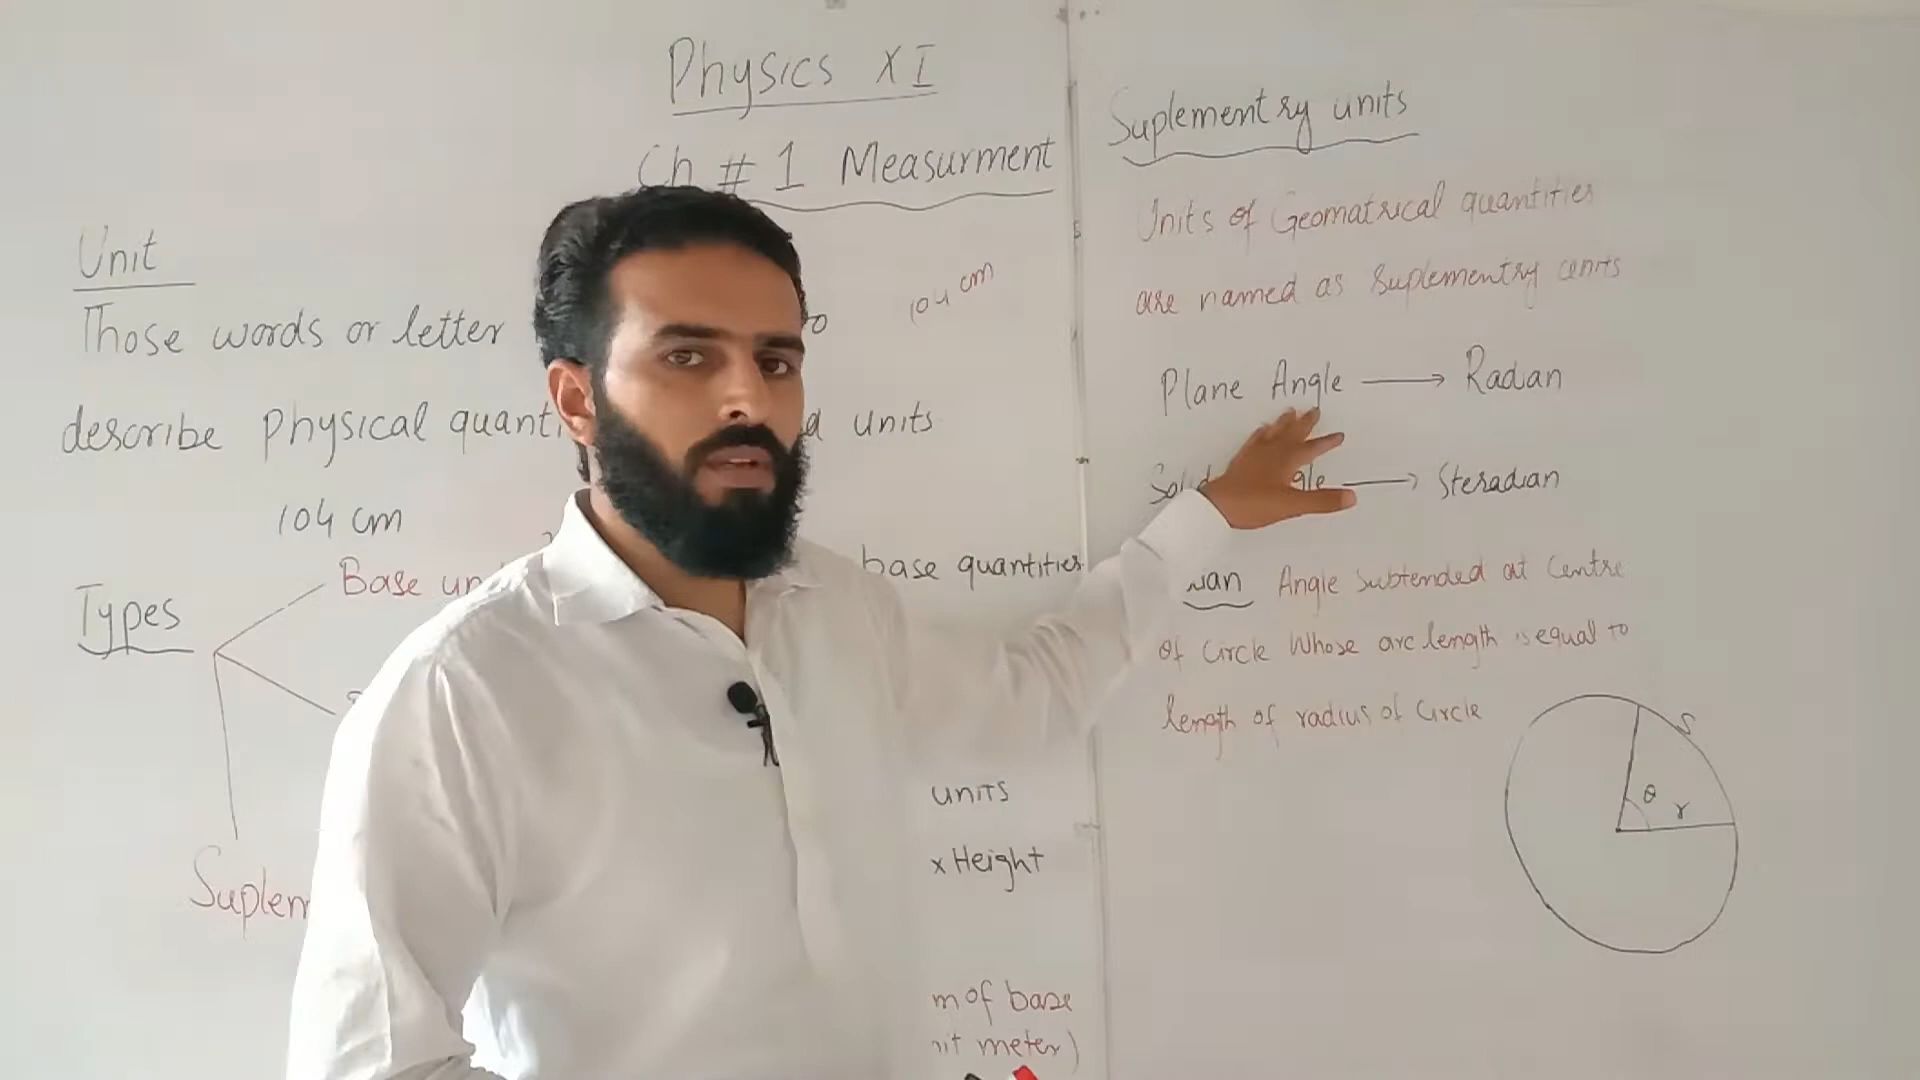 Physics XI
Ch # 1 Measurment
Unit
Those words or letter
104 cm
describe Physical quanti units
104 cm
Types
Base un base quantities
Suplem
units
x Height
m of base
nit meter)
Suplementry units
Units of Geomatrical quantities
are named as Suplementry units
Plane Angle → Radian
Solid gle → Steradian
ian Angle Subtended at Centre
of Circle Whose arc length is equal to
length of radius of Circle
S
θ
r